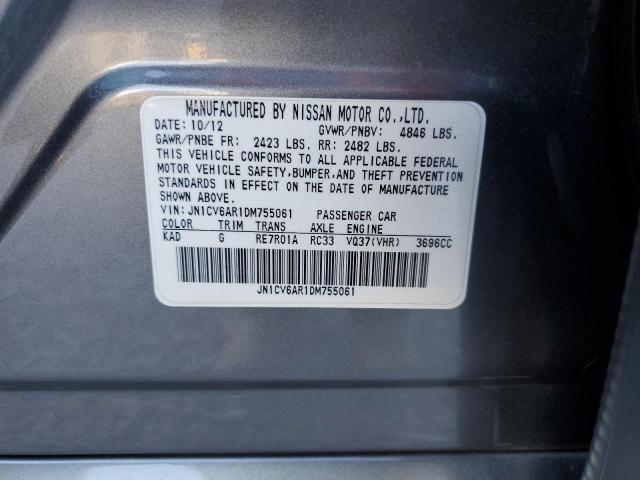 MANUFACTURED BY NISSAN MOTOR CO.,LTD.
DATE: 10/12 GVWR/PNBV: 4846 LBS.
GAWR/PNBE FR: 2423 LBS. RR: 2482 LBS.
THIS VEHICLE CONFORMS TO ALL APPLICABLE FEDERAL
MOTOR VEHICLE SAFETY,BUMPER,AND THEFT PREVENTION
STANDARDS IN EFFECT ON THE DATE OF MANUFACTURE
SHOWN ABOVE.
VIN: JN1CV6AR1DM755061 PASSENGER CAR
COLOR TRIM TRANS AXLE ENGINE
KAD G RE7R01A RC33 VQ37(VHR) 3696CC
JN1CV6AR1DM755061